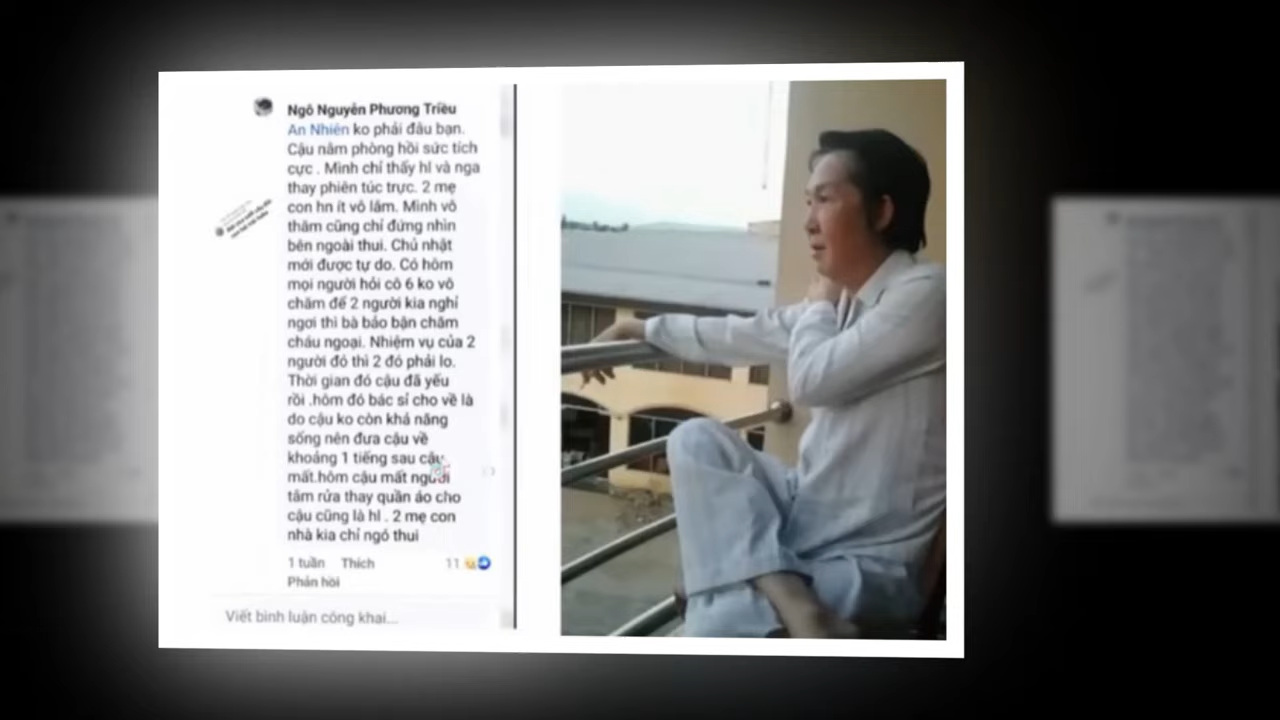 Ngô Nguyễn Phương Triều
An Nhiên ko phải đâu bạn.
Cậu nằm phòng hồi sức tích
cực . Mình chỉ thấy hl và nga
thay phiên túc trực. 2 mẹ
con hn ít vô lắm. Mình vô
thăm cũng chỉ đứng nhìn
bên ngoài thui. Chủ nhật
mới được tự do. Có hôm
mọi người hỏi cô 6 ko vô
chăm để 2 người kia nghỉ
ngơi thì bà bảo bận chăm
cháu ngoại. Nhiệm vụ của 2
người đó thì 2 đó phải lo.
Thời gian đó cậu đã yếu
rồi .hôm đó bác sĩ cho về là
do cậu ko còn khả năng
sống nên đưa cậu về
khoảng 1 tiếng sau cậu
mất.hôm cậu mất người
tắm rửa thay quần áo cho
cậu cũng là hl . 2 mẹ con
nhà kia chỉ ngó thui
1 tuần Thích 11
Phản hồi
Viết bình luận công khai...